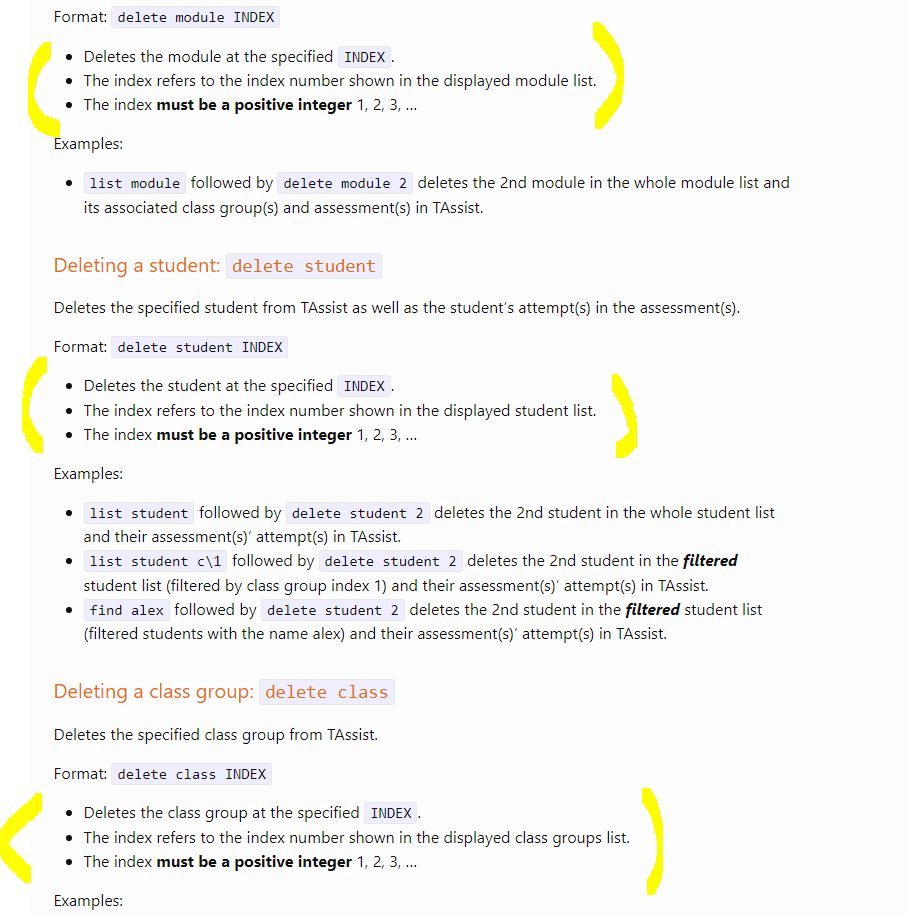 Format: delete module INDEX
• Deletes the module at the specified INDEX.
• The index refers to the index number shown in the displayed module list.
• The index must be a positive integer 1, 2, 3, …
Examples:
• list module followed by delete module 2 deletes the 2nd module in the whole module list and
its associated class group(s) and assessment(s) in TAssist.
Deleting a student: delete student
Deletes the specified student from TAssist as well as the student’s attempt(s) in the assessment(s).
Format: delete student INDEX
• Deletes the student at the specified INDEX.
• The index refers to the index number shown in the displayed student list.
• The index must be a positive integer 1, 2, 3, …
Examples:
• list student followed by delete student 2 deletes the 2nd student in the whole student list
and their assessment(s)’ attempt(s) in TAssist.
• list student c\1 followed by delete student 2 deletes the 2nd student in the filtered
student list (filtered by class group index 1) and their assessment(s)’ attempt(s) in TAssist.
• find alex followed by delete student 2 deletes the 2nd student in the filtered student list
(filtered students with the name alex) and their assessment(s)’ attempt(s) in TAssist.
Deleting a class group: delete class
Deletes the specified class group from TAssist.
Format: delete class INDEX
• Deletes the class group at the specified INDEX.
• The index refers to the index number shown in the displayed class groups list.
• The index must be a positive integer 1, 2, 3, …
Examples: